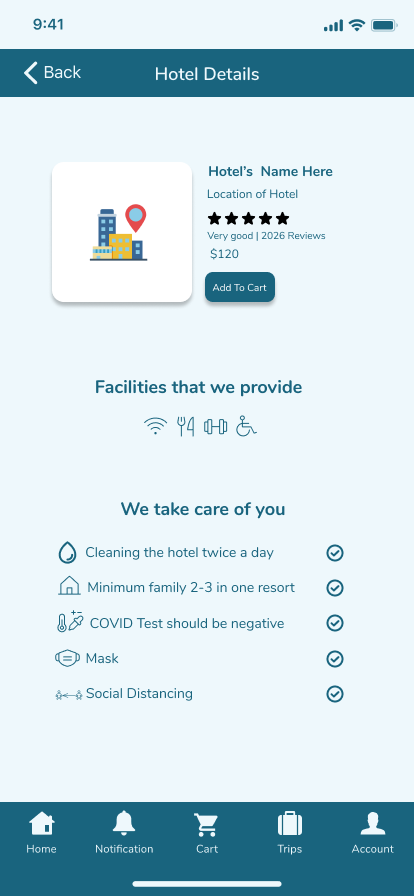 9:41
Back
Hotel Details
Hotel's Name Here
Location of Hotel
Very good | 2026 Reviews
$120
Add To Cart
Facilities that we provide
We take care of you
Cleaning the hotel twice a day
Minimum family 2-3 in one resort
COVID Test should be negative
Mask
Social Distancing
Home
Notification
Cart
Trips
Account